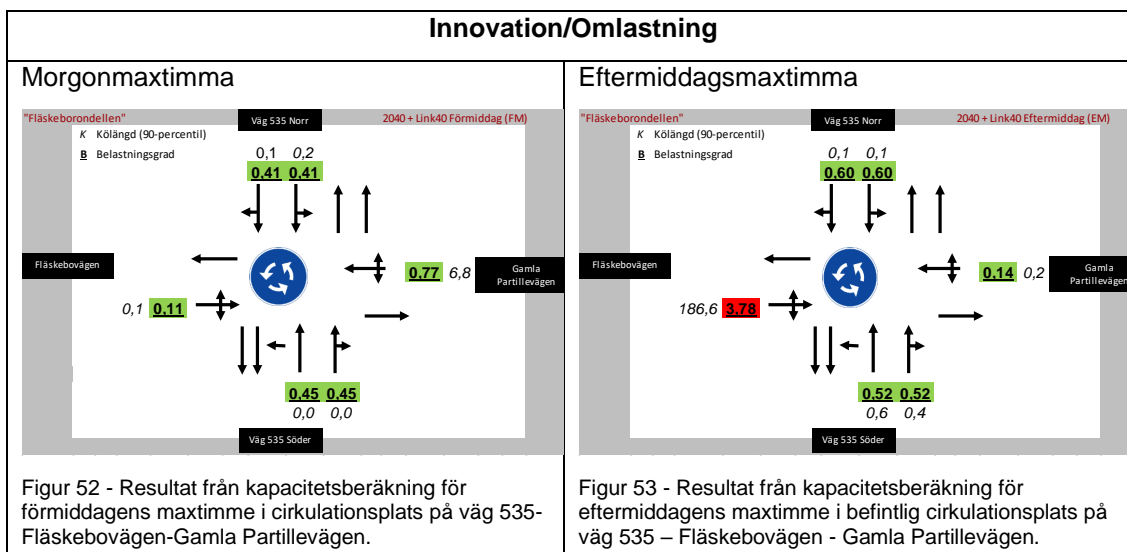 Innovation/Omlastning
Morgonmaxtimma
"Fläskeborondellen"
Väg 535 Norr
2040 + Link40 Förmiddag (FM)
K Kölängd (90-percentil)
B Belastningsgrad
0,1 0,2
0,41 0,41
Fläskebovägen
0,77 6,8
Gamla
Partillevägen
0,1 0,11
0,45 0,45
0,0 0,0
Väg 535 Söder
Figur 52 - Resultat från kapacitetsberäkning för
förmiddagens maxtimme i cirkulationsplats på väg 535-
Fläskebovägen-Gamla Partillevägen.
Eftermiddagsmaxtimma
"Fläskeborondellen"
Väg 535 Norr
2040 + Link40 Eftermiddag (EM)
K Kölängd (90-percentil)
B Belastningsgrad
0,1 0,1
0,60 0,60
Fläskebovägen
0,14 0,2
Gamla
Partillevägen
186,6 3,78
0,52 0,52
0,6 0,4
Väg 535 Söder
Figur 53 - Resultat från kapacitetsberäkning för
eftermiddagens maxtimme i befintlig cirkulationsplats på
väg 535 – Fläskebovägen - Gamla Partillevägen.